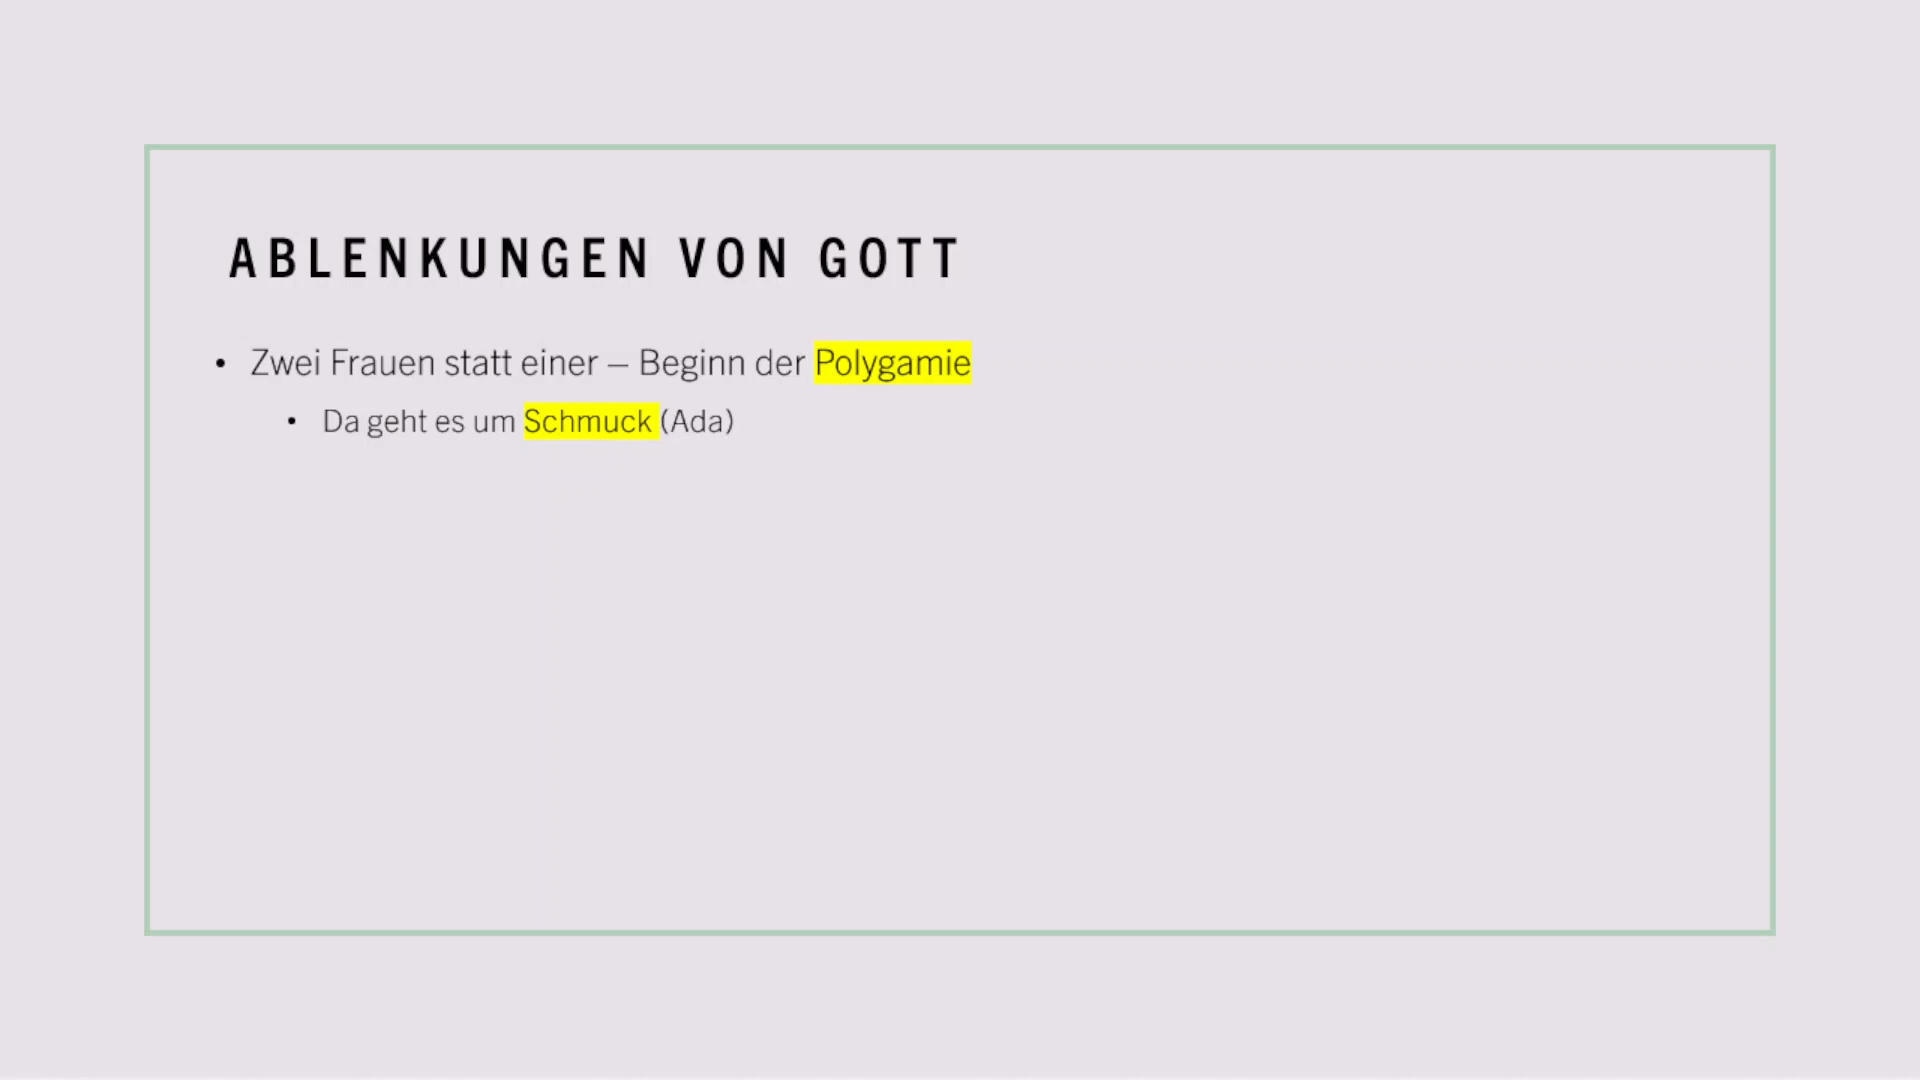 ABLENKUNGEN VON GOTT
• Zwei Frauen statt einer – Beginn der Polygamie
• Da geht es um Schmuck (Ada)